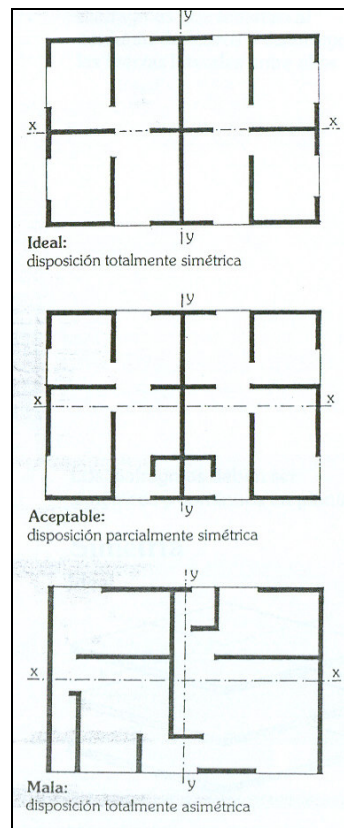 y
x x
y
Ideal:
disposición totalmente simétrica
y
x x
y
Aceptable:
disposición parcialmente simétrica
y
x x
y
Mala:
disposición totalmente asimétrica